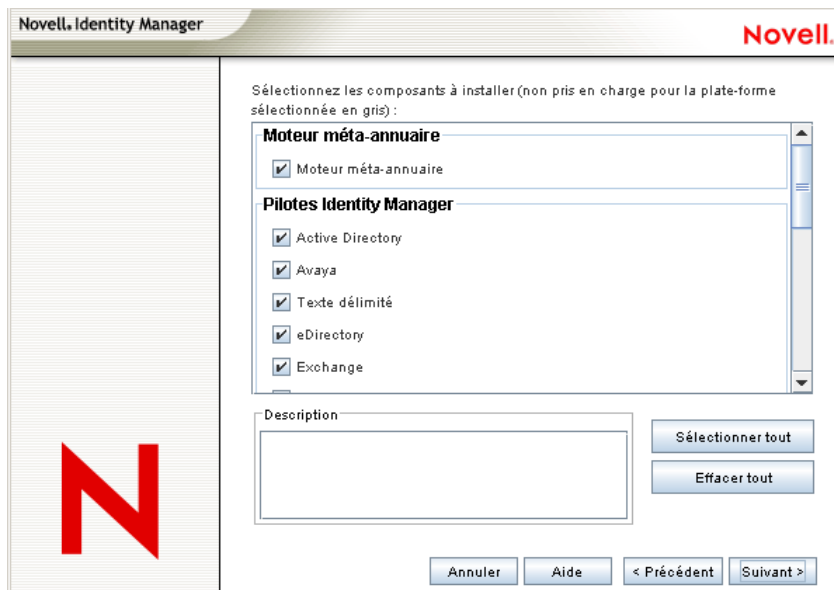 Novell. Identity Manager
Novell.
Sélectionnez les composants à installer (non pris en charge pour la plate-forme
sélectionnée en gris) :
Moteur méta-annuaire
Moteur méta-annuaire
Pilotes Identity Manager
Active Directory
Avaya
Texte délimité
eDirectory
Exchange
Description
Sélectionner tout
Effacer tout
N
Annuler
Aide
< Précédent
Suivant >